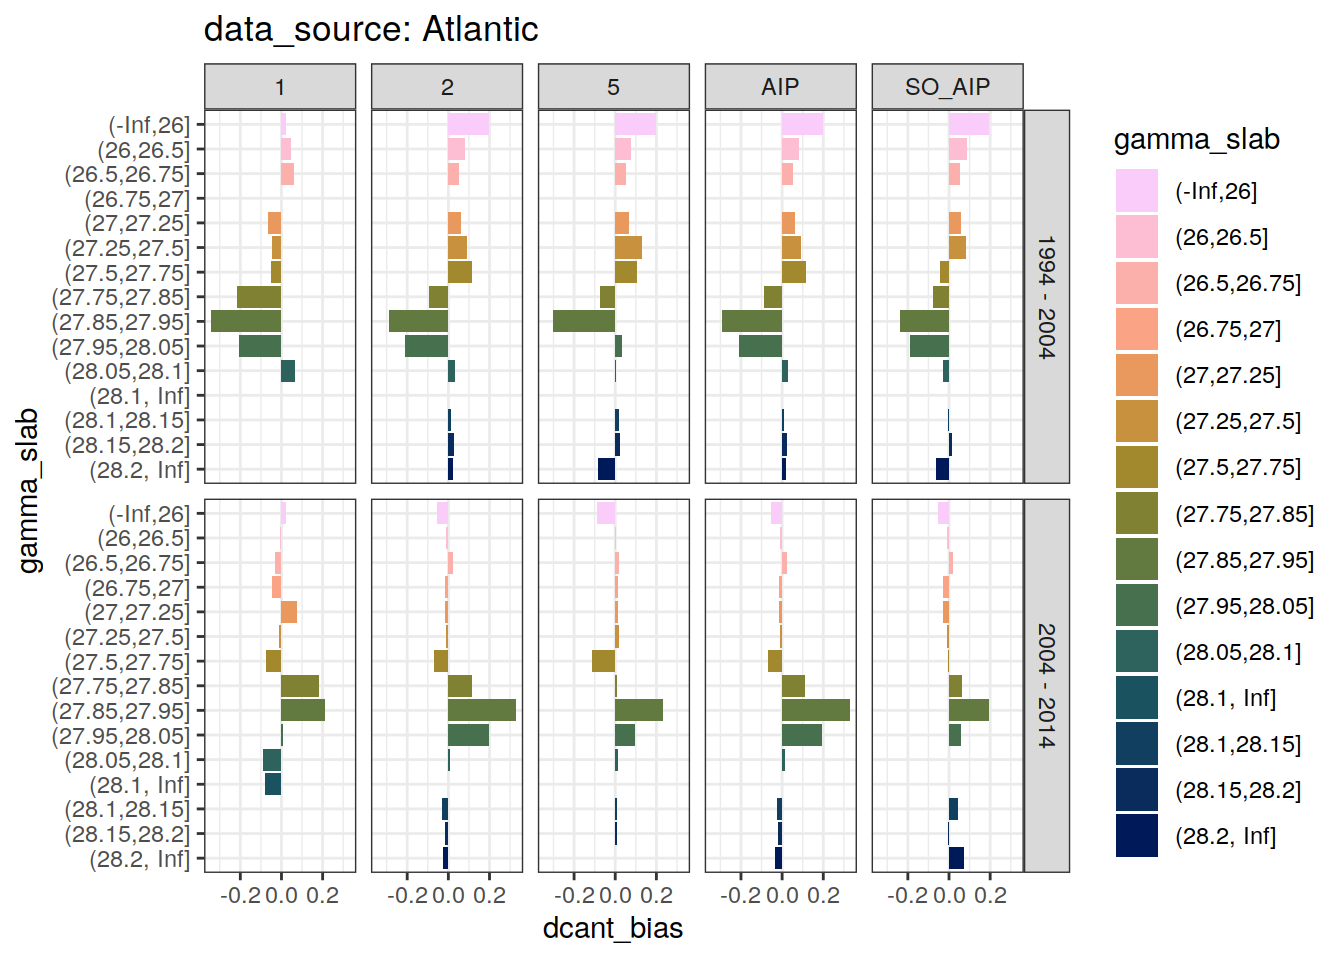 data_source: Atlantic
1 2 5 AIP SO_AIP
gamma_slab
(-Inf,26]
(26,26.5]
(26.5,26.75]
(26.75,27]
(27,27.25]
(27.25,27.5]
(27.5,27.75]
(27.75,27.85]
(27.85,27.95]
(27.95,28.05]
(28.05,28.1]
(28.1, Inf]
(28.1,28.15]
(28.15,28.2]
(28.2, Inf]
1994 - 2004
(-Inf,26]
(26,26.5]
(26.5,26.75]
(26.75,27]
(27,27.25]
(27.25,27.5]
(27.5,27.75]
(27.75,27.85]
(27.85,27.95]
(27.95,28.05]
(28.05,28.1]
(28.1, Inf]
(28.1,28.15]
(28.15,28.2]
(28.2, Inf]
2004 - 2014
-0.2 0.0 0.2 -0.2 0.0 0.2 -0.2 0.0 0.2 -0.2 0.0 0.2 -0.2 0.0 0.2
dcant_bias
gamma_slab
(-Inf,26]
(26,26.5]
(26.5,26.75]
(26.75,27]
(27,27.25]
(27.25,27.5]
(27.5,27.75]
(27.75,27.85]
(27.85,27.95]
(27.95,28.05]
(28.05,28.1]
(28.1, Inf]
(28.1,28.15]
(28.15,28.2]
(28.2, Inf]